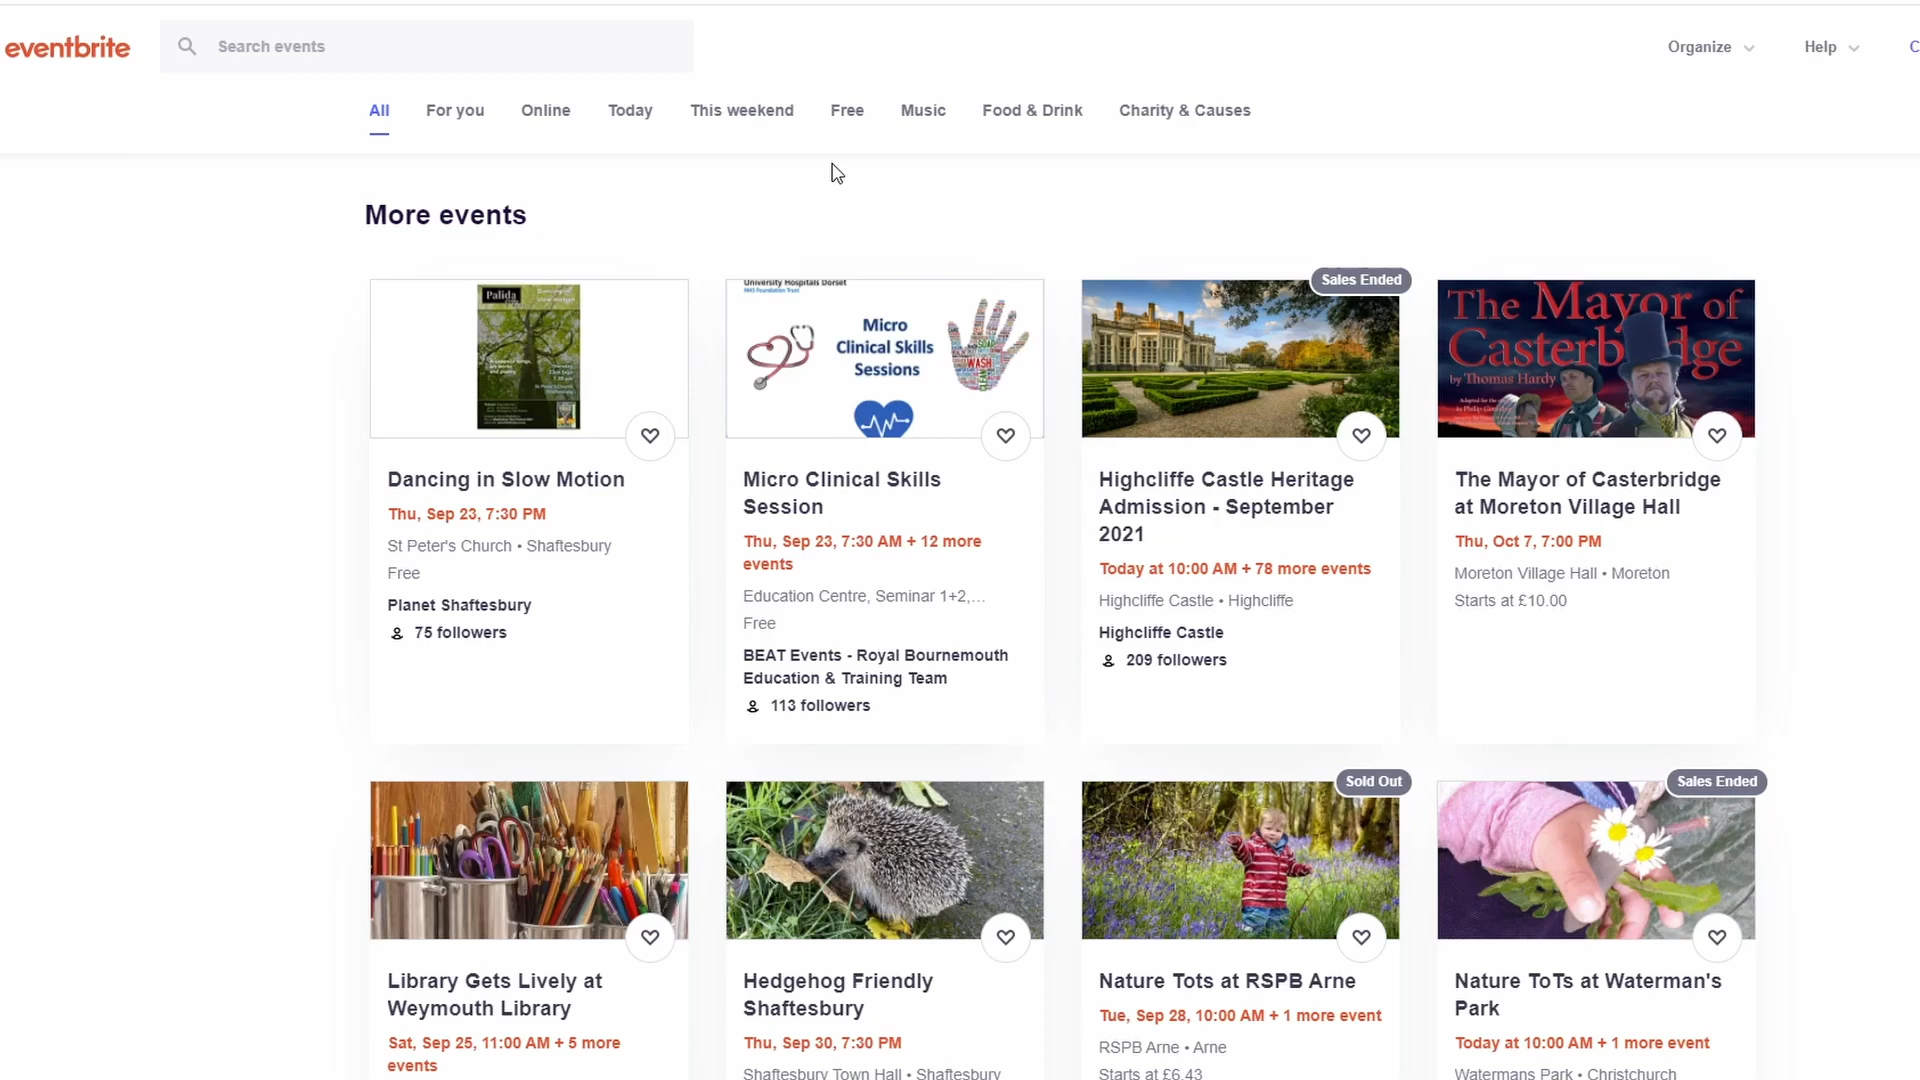 eventbrite
Search events
Organize
Help
C
All
For you
Online
Today
This weekend
Free
Music
Food & Drink
Charity & Causes
More events
Palida
Dancing in Slow Motion
Thu, Sep 23, 7:30 PM
St Peter's Church • Shaftesbury
Free
Planet Shaftesbury
75 followers
University Hospitals Dorset
NHS Foundation Trust
Micro
Clinical Skills
Sessions
WASH
Micro Clinical Skills
Session
Thu, Sep 23, 7:30 AM + 12 more
events
Education Centre, Seminar 1+2,...
Free
BEAT Events - Royal Bournemouth
Education & Training Team
113 followers
Sales Ended
Highcliffe Castle Heritage
Admission - September
2021
Today at 10:00 AM + 78 more events
Highcliffe Castle • Highcliffe
Highcliffe Castle
209 followers
The Mayor of
Casterbridge
by Thomas Hardy
The Mayor of Casterbridge
at Moreton Village Hall
Thu, Oct 7, 7:00 PM
Moreton Village Hall • Moreton
Starts at £10.00
Library Gets Lively at
Weymouth Library
Sat, Sep 25, 11:00 AM + 5 more
events
Hedgehog Friendly
Shaftesbury
Thu, Sep 30, 7:30 PM
Shaftesbury Town Hall • Shaftesbury
Sold Out
Nature Tots at RSPB Arne
Tue, Sep 28, 10:00 AM + 1 more event
RSPB Arne • Arne
Starts at £6.43
Sales Ended
Nature ToTs at Waterman's
Park
Today at 10:00 AM + 1 more event
Watermans Park • Christchurch